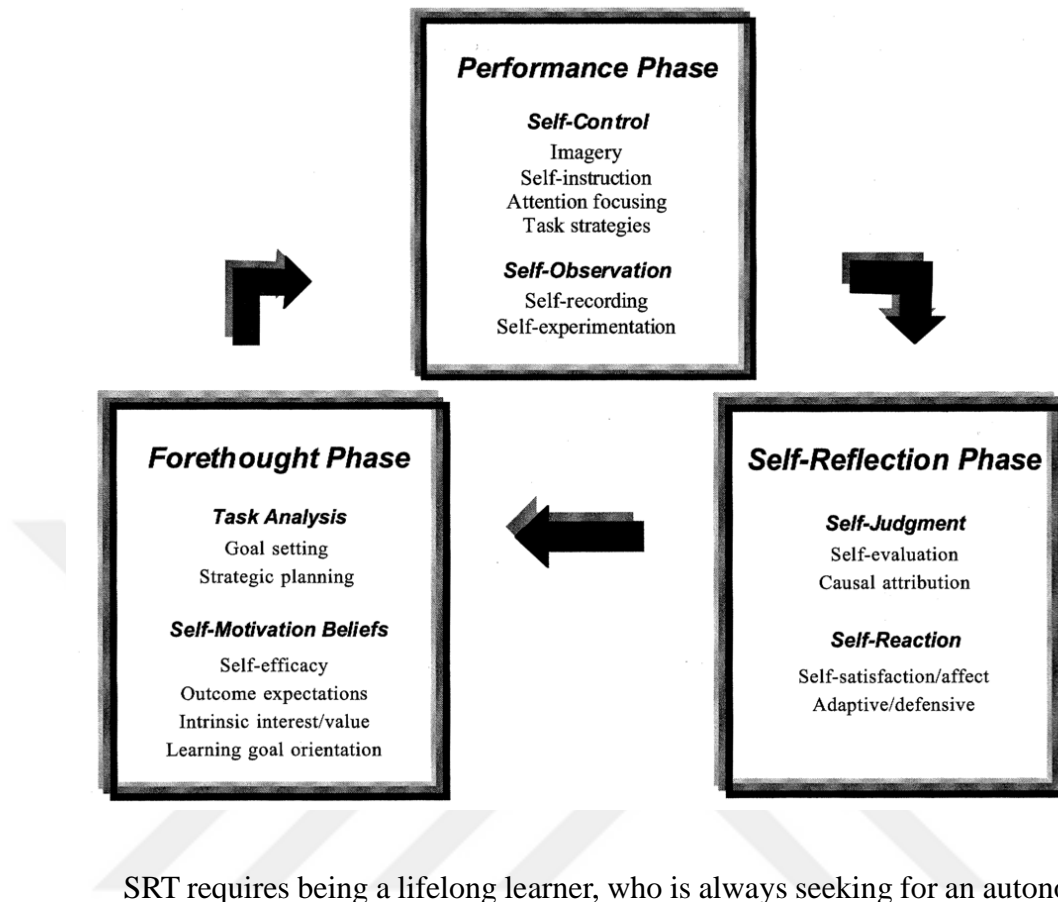 Performance Phase
Self-Control
Imagery
Self-instruction
Attention focusing
Task strategies
Self-Observation
Self-recording
Self-experimentation
Forethought Phase
Task Analysis
Goal setting
Strategic planning
Self-Motivation Beliefs
Self-efficacy
Outcome expectations
Intrinsic interest/value
Learning goal orientation
Self-Reflection Phase
Self-Judgment
Self-evaluation
Causal attribution
Self-Reaction
Self-satisfaction/affect
Adaptive/defensive
SRT requires being a lifelong learner, who is always seeking for an